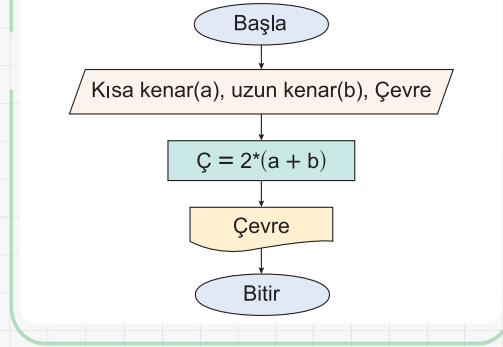 Başla
Kısa kenar(a), uzun kenar(b), Çevre
Ç = 2*(a + b)
Çevre
Bitir